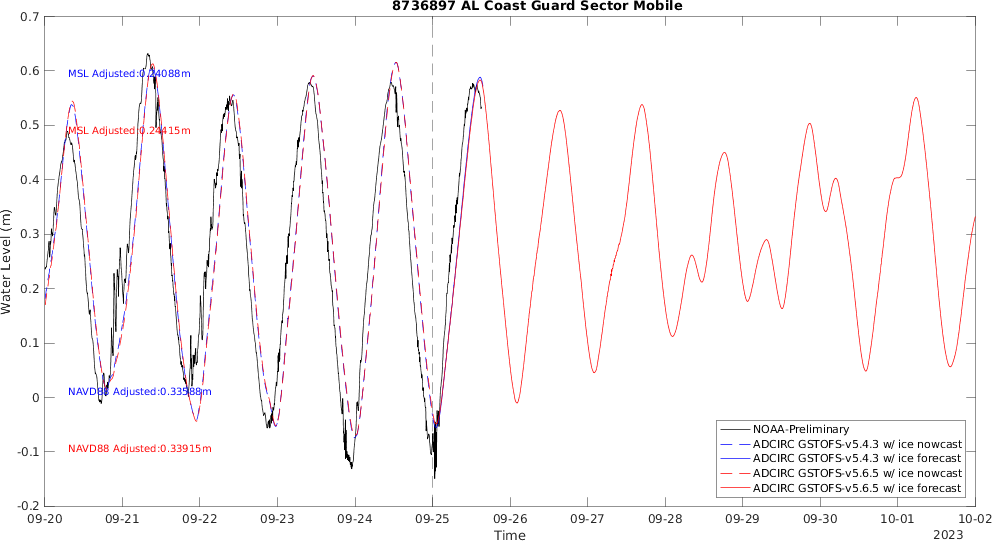 8736897 AL Coast Guard Sector Mobile
Water Level (m)
0.7
0.6
0.5
0.4
0.3
0.2
0.1
0
-0.1
-0.2
MSL Adjusted:0.24088m
MSL Adjusted:0.24415m
NAVD88 Adjusted:0.33588m
NAVD88 Adjusted:0.33915m
NOAA-Preliminary
ADCIRC GSTOFS-v5.4.3 w/ ice nowcast
ADCIRC GSTOFS-v5.4.3 w/ ice forecast
ADCIRC GSTOFS-v5.6.5 w/ ice nowcast
ADCIRC GSTOFS-v5.6.5 w/ ice forecast
09-20 09-21 09-22 09-23 09-24 09-25 09-26 09-27 09-28 09-29 09-30 10-01 10-02
Time
2023